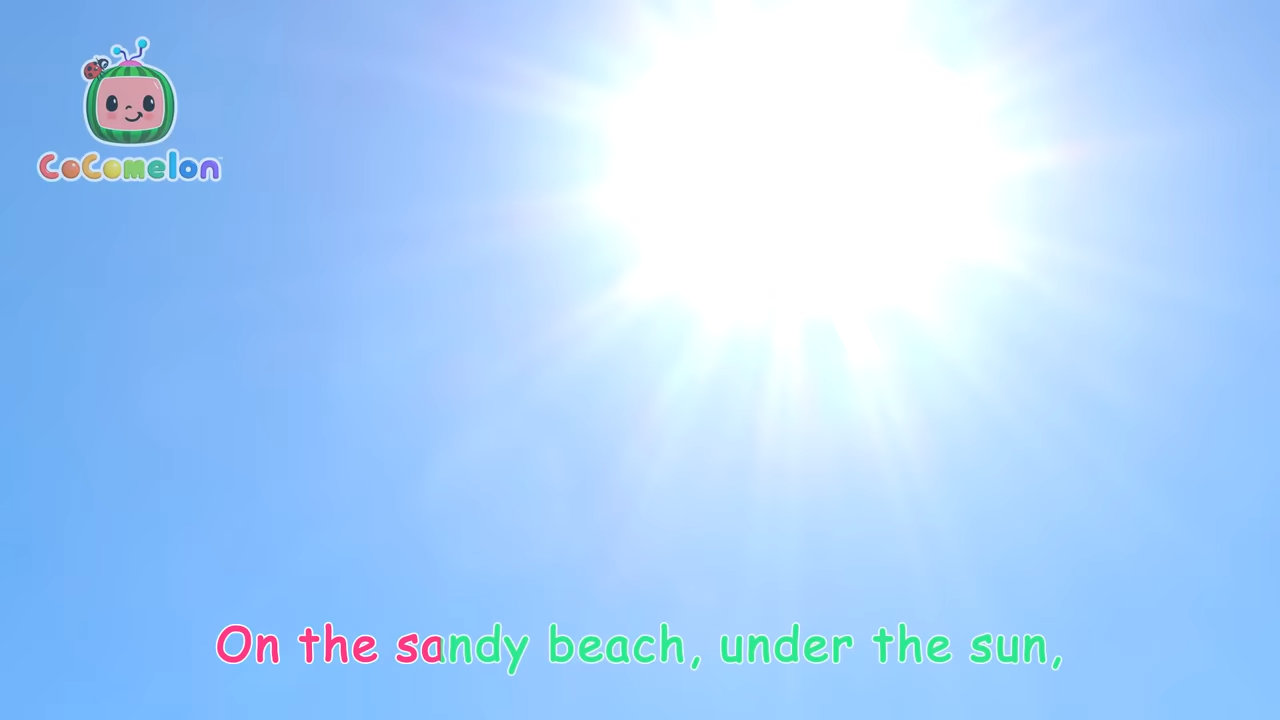 CoComelon
On the sandy beach, under the sun,